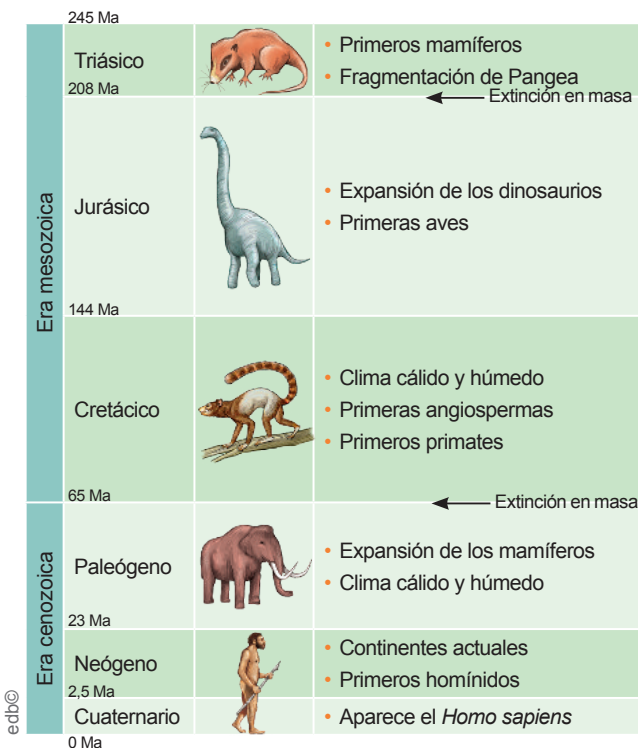 245 Ma
Triásico
• Primeros mamíferos
• Fragmentación de Pangea
208 Ma
Extinción en masa
Era mesozoica
Jurásico
• Expansión de los dinosaurios
• Primeras aves
144 Ma
Cretácico
• Clima cálido y húmedo
• Primeras angiospermas
• Primeros primates
65 Ma
Extinción en masa
Era cenozoica
Paleógeno
• Expansión de los mamíferos
• Clima cálido y húmedo
23 Ma
Neógeno
• Continentes actuales
• Primeros homínidos
2,5 Ma
Cuaternario
• Aparece el Homo sapiens
0 Ma
edb©